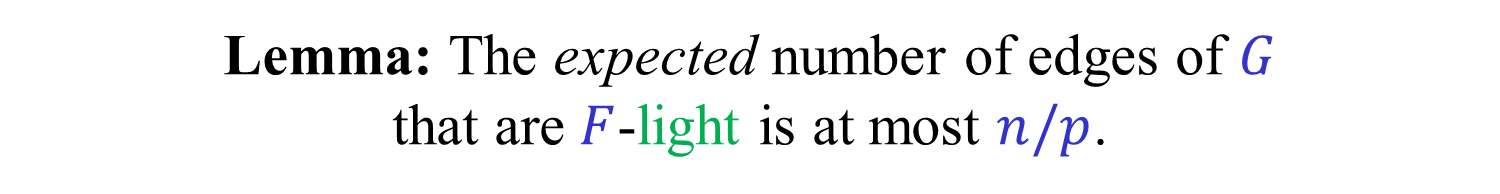 Lemma: The expected number of edges of G
that are F-light is at most n/p.